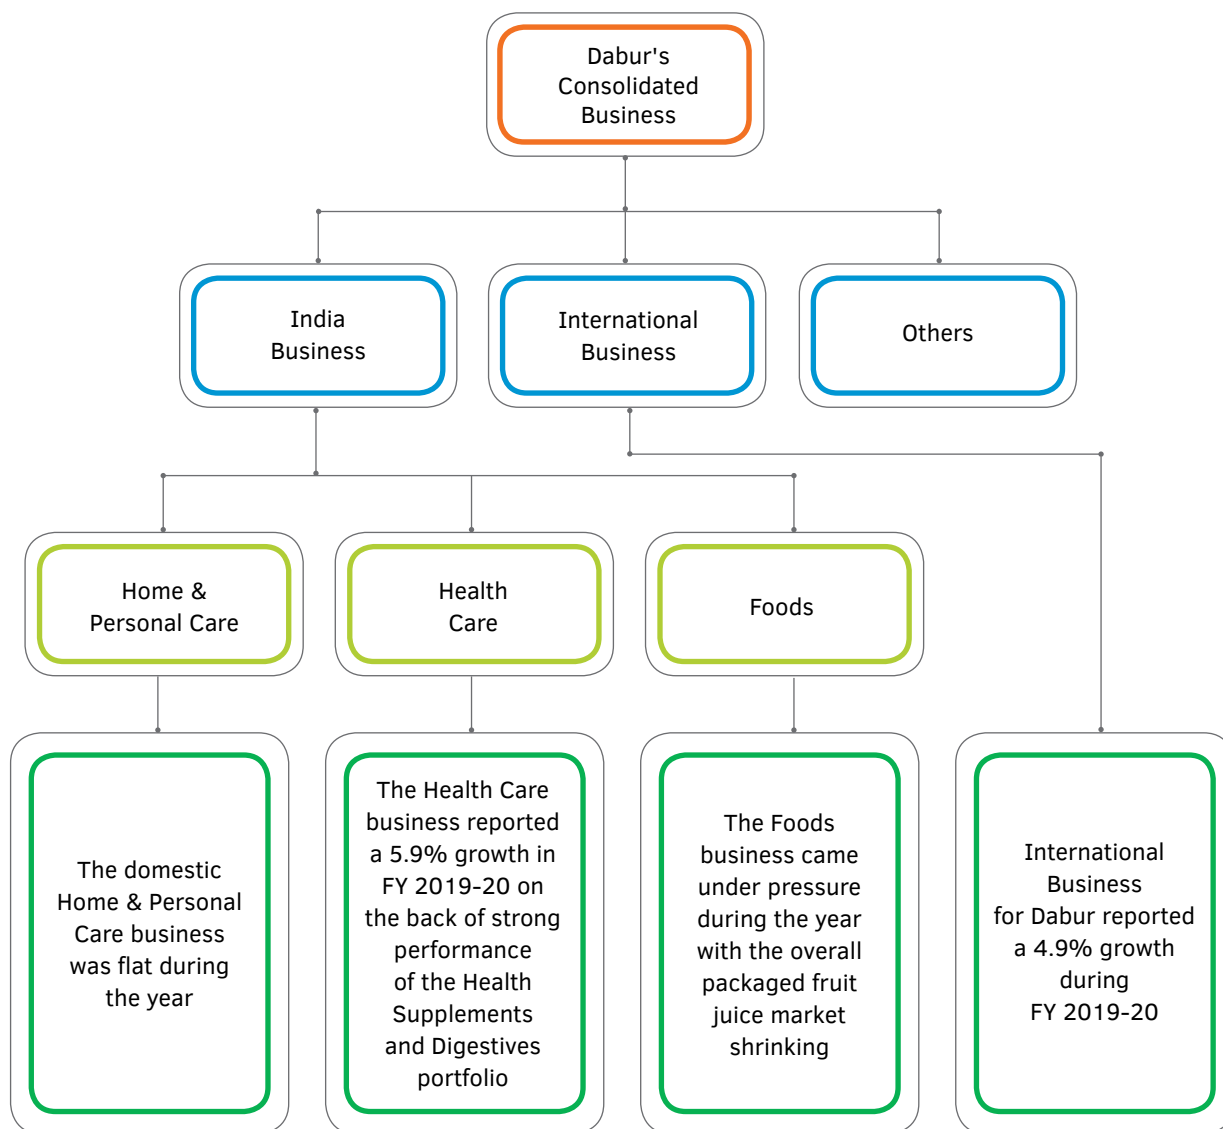 Dabur's
Consolidated
Business
India
Business
International
Business
Others
Home &
Personal Care
Health
Care
Foods
The domestic
Home & Personal
Care business
was flat during
the year
The Health Care
business reported
a 5.9% growth in
FY 2019-20 on
the back of strong
performance
of the Health
Supplements
and Digestives
portfolio
The Foods
business came
under pressure
during the year
with the overall
packaged fruit
juice market
shrinking
International
Business
for Dabur reported
a 4.9% growth
during
FY 2019-20